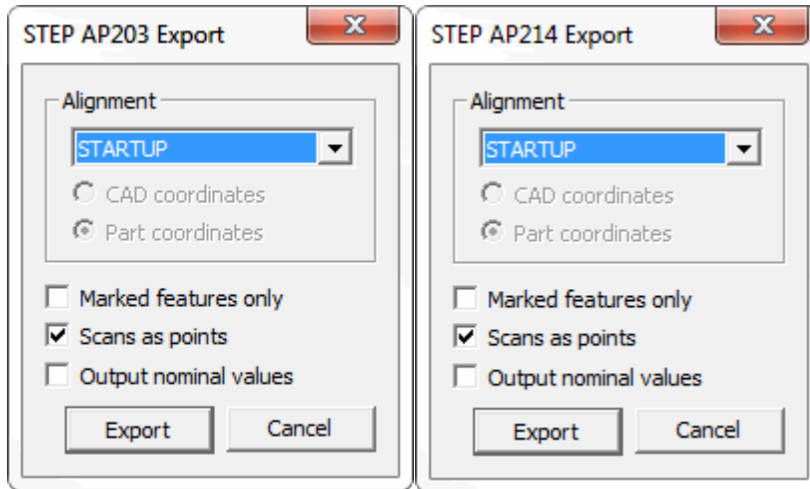 STEP AP203 Export
Alignment
STARTUP
CAD coordinates
Part coordinates
Marked features only
Scans as points
Output nominal values
Export Cancel
STEP AP214 Export
Alignment
STARTUP
CAD coordinates
Part coordinates
Marked features only
Scans as points
Output nominal values
Export Cancel